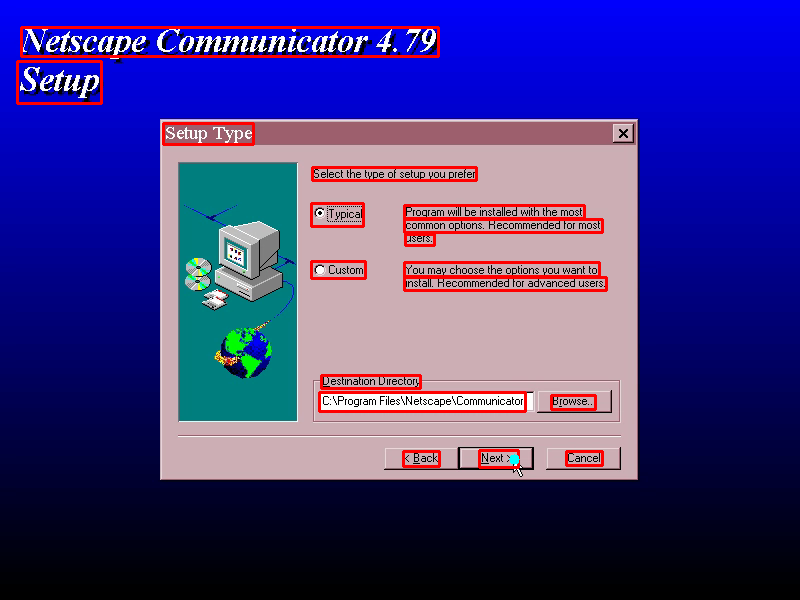 Netscape Communicator 4.79
Setup
Setup Type
Select the type of setup you prefer
Typical
Program will be installed with the most
common options. Recommended for most
users.
Custom
You may choose the options you want to
install. Recommended for advanced users.
Destination Directory
C:\Program Files\Netscape\Communicator
Browse..
< Back
Next >
Cancel